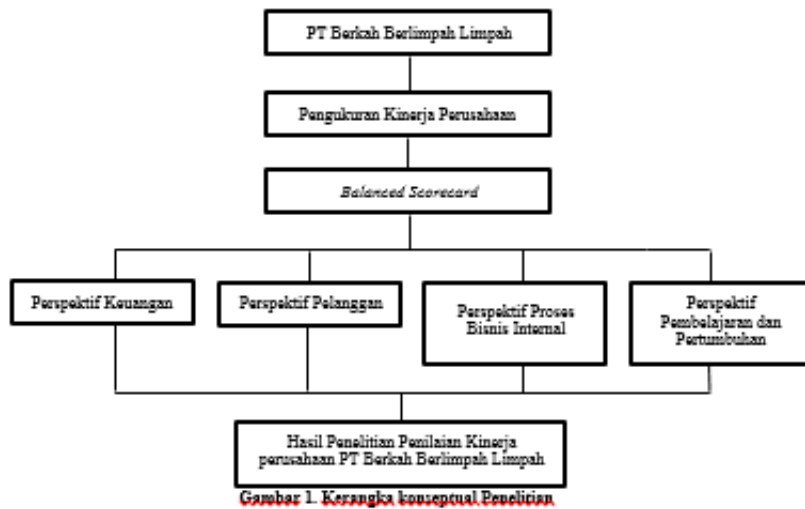 PT Berkah Berlimpah Limpah
Pengukuran Kinerja Perusahaan
Balanced Scorecard
Perspektif Keuangan
Perspektif Pelanggan
Perspektif Proses
Bisnis Internal
Perspektif
Pembelajaran dan
Pertumbuhan
Hasil Penelitian Penilaian Kinerja
perusahaan PT Berkah Berlimpah Limpah
Gambar 1. Kerangka konseptual Penelitian